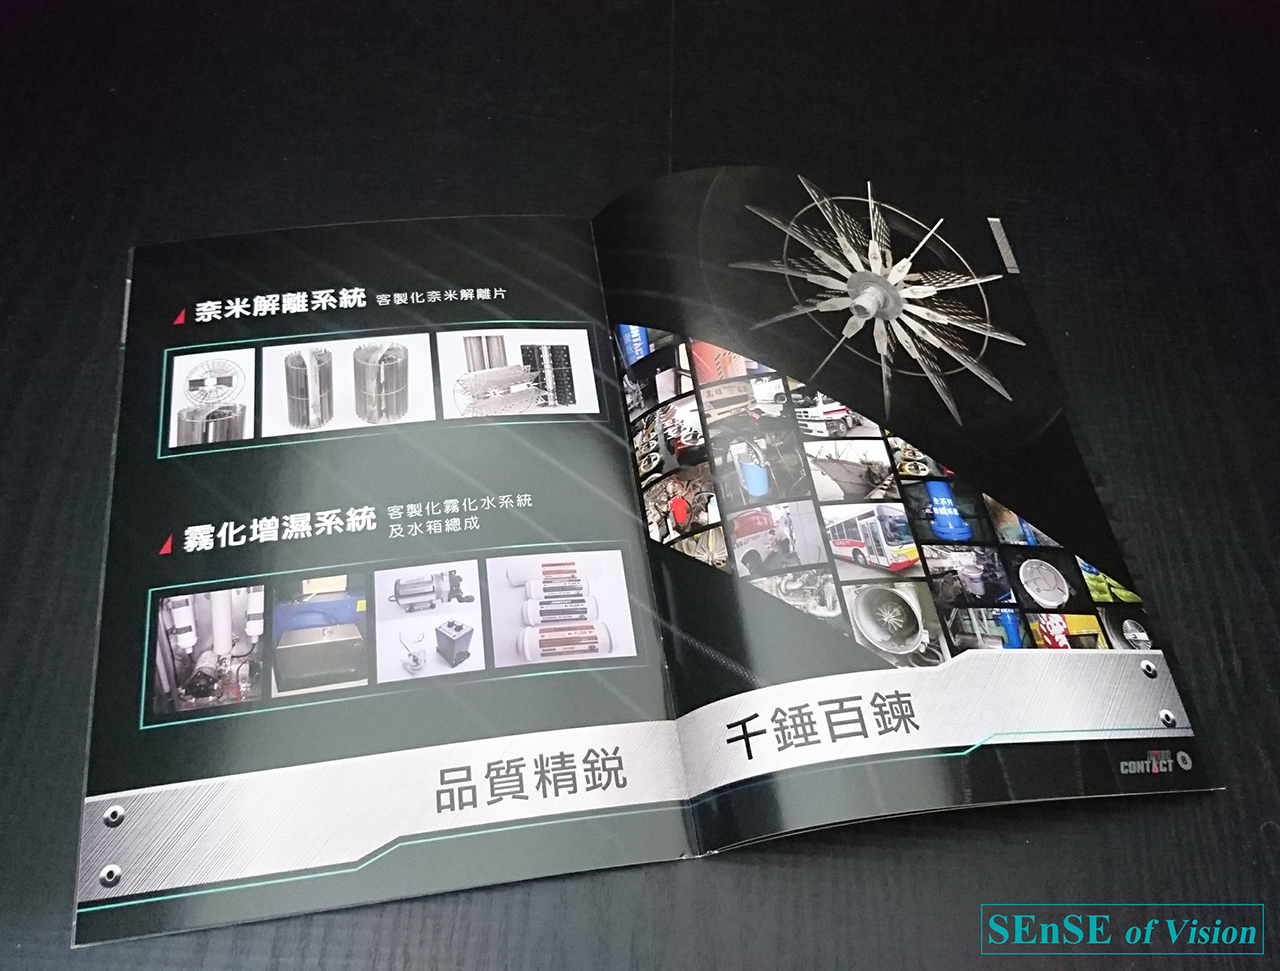 奈米解離系統 客製化奈米解離片
霧化增濕系統 客製化霧化水系統
及水箱總成
品質精銳
千錘百鍊
CONTACT 8
SEnSE of Vision